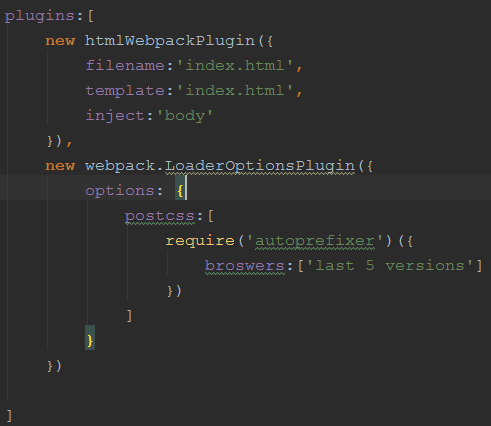 plugins:[
    new htmlWebpackPlugin({
        filename:'index.html',
        template:'index.html',
        inject:'body'
    }),
    new webpack.LoaderOptionsPlugin({
        options: {
            postcss:[
                require('autoprefixer')({
                    broswers:['last 5 versions']
                })
            ]
        }
    })
]